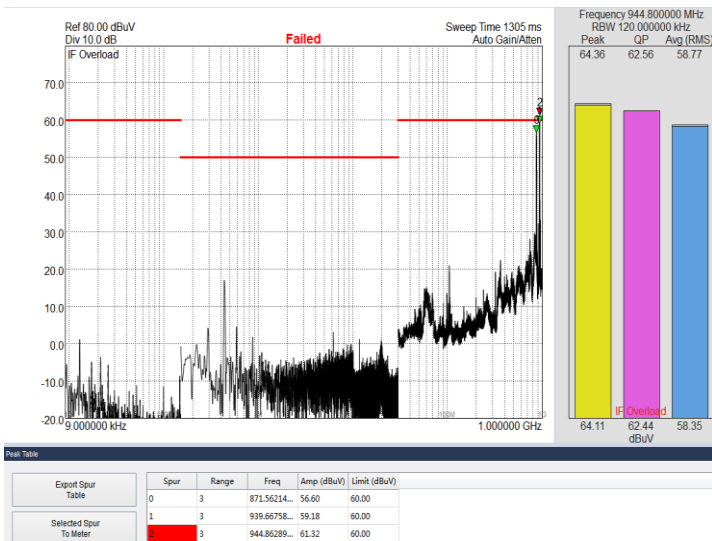 Ref 80.00 dBuV
Div 10.0 dB
Failed
Sweep Time 1305 ms
Auto Gain/Atten
IF Overload
70.0
60.0
50.0
40.0
30.0
20.0
10.0
0.0
-10.0
-20.0
2
100M
9.000000 kHz
1.000000 GHz
Frequency 944.800000 MHz
RBW 120.000000 kHz
Peak QP Avg (RMS)
64.36 62.56 58.77
IF Overload
64.11 62.44 58.35
dBuV
Peak Table
Export Spur
Table
Selected Spur
To Meter
Spur Range Freq Amp (dBuV) Limit (dBuV)
0 3 871.56214... 56.60 60.00
1 3 939.66758... 59.18 60.00
2 3 944.86289... 61.32 60.00